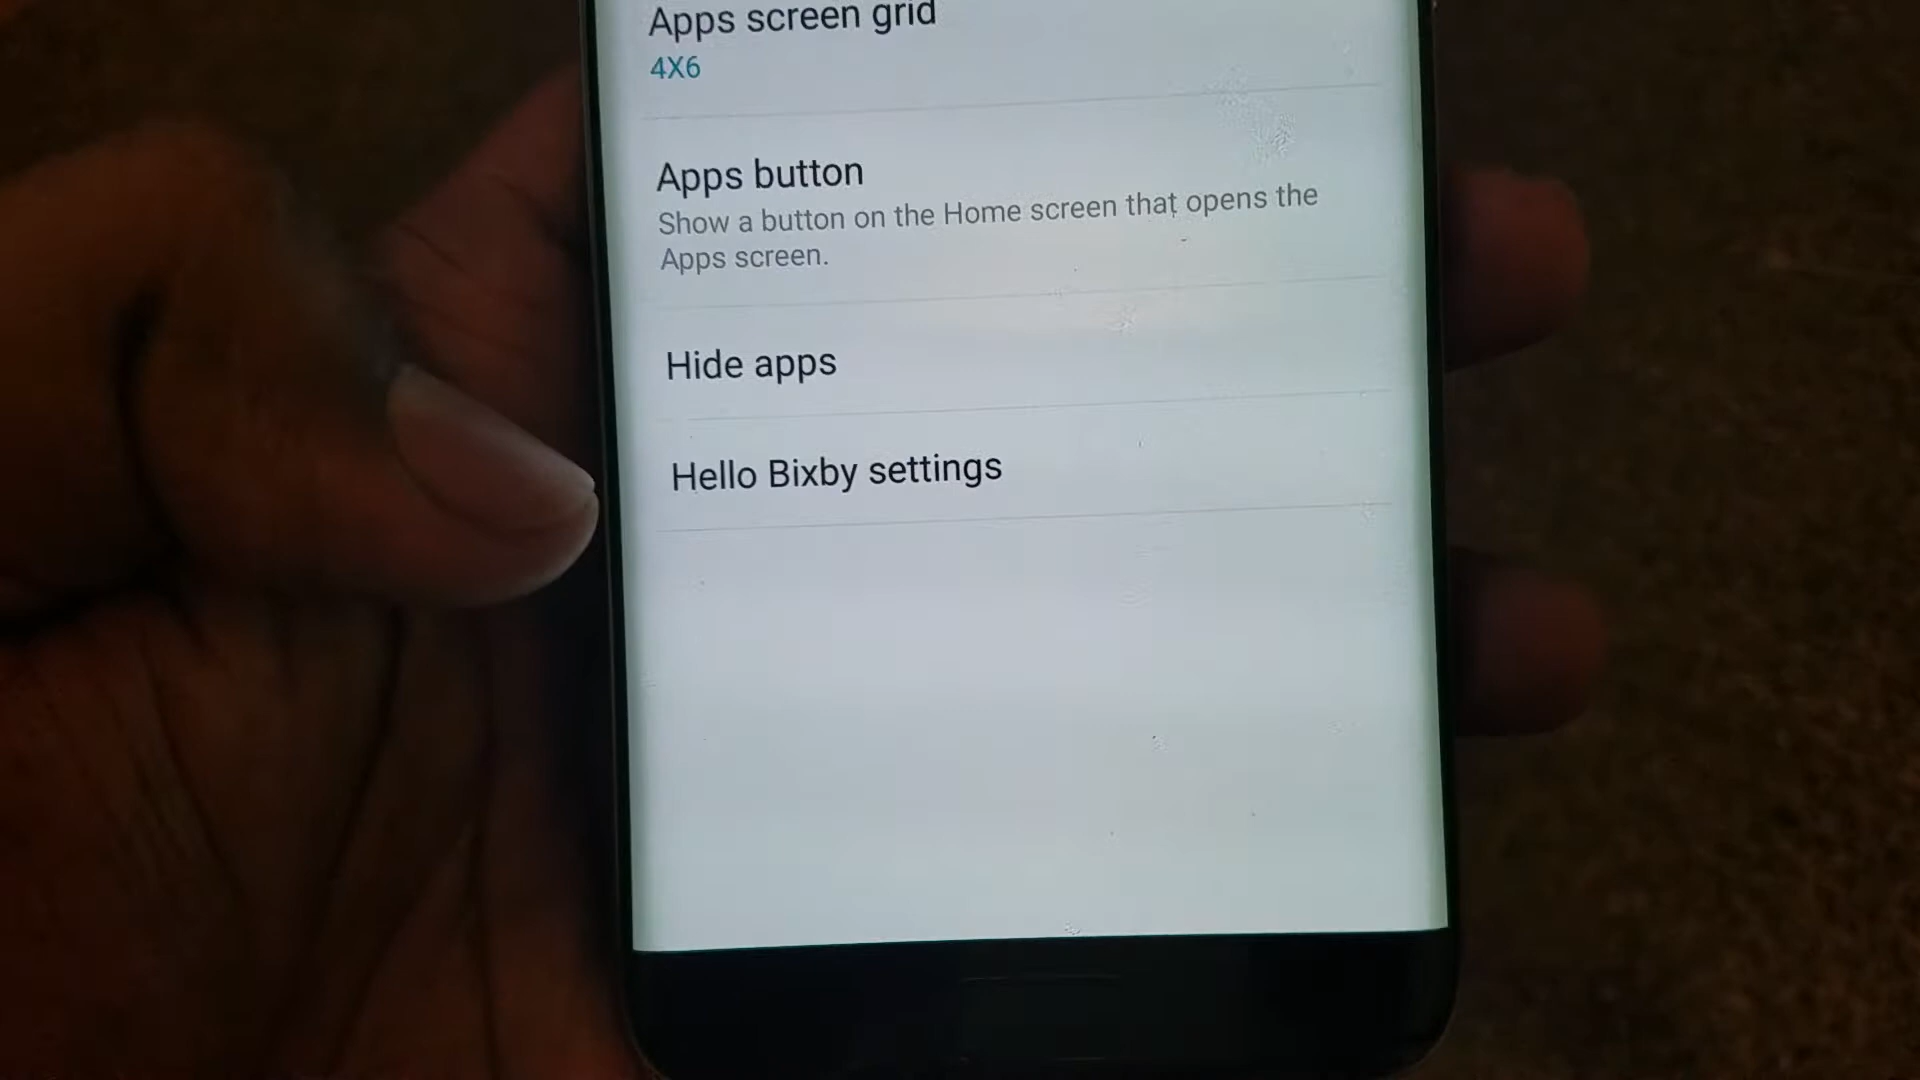 Apps screen grid
4X6
Apps button
Show a button on the Home screen that opens the
Apps screen.
Hide apps
Hello Bixby settings